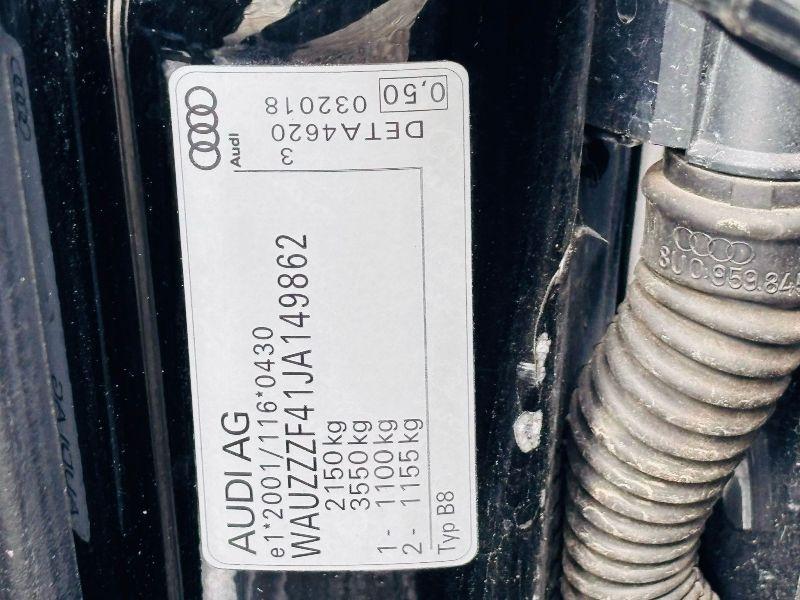 AUDI AG
e1*2001/116*0430
WAUZZZF41JA149862
2150kg
3550kg
1- 1100kg
2- 1155kg
Typ B8
Audi
3
DETA4620
032018
0,50
8U0.959.845